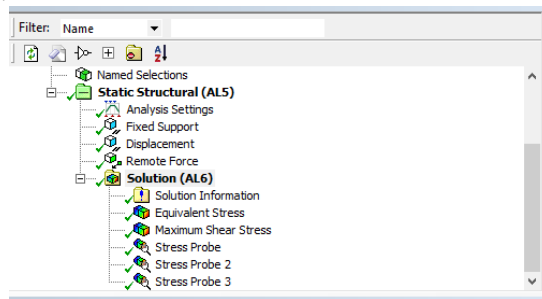 Filter: Name
Named Selections
Static Structural (AL5)
Analysis Settings
Fixed Support
Displacement
Remote Force
Solution (AL6)
Solution Information
Equivalent Stress
Maximum Shear Stress
Stress Probe
Stress Probe 2
Stress Probe 3